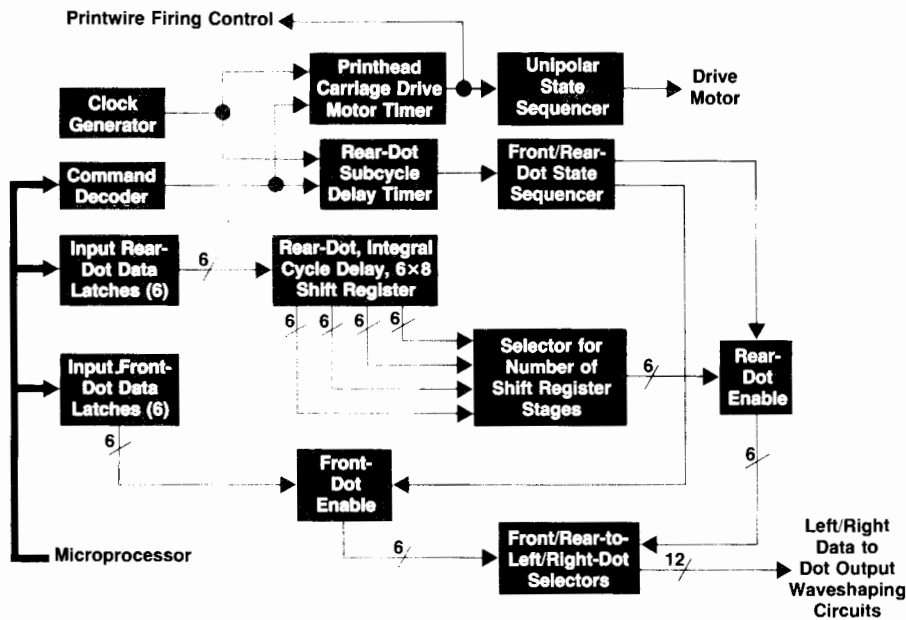 Printwire Firing Control
Clock
Generator
Printhead
Carriage Drive
Motor Timer
Unipolar
State
Sequencer
Drive
Motor
Command
Decoder
Rear-Dot
Subcycle
Delay Timer
Front/Rear-
Dot State
Sequencer
Input Rear-
Dot Data
Latches (6)
6
Rear-Dot, Integral
Cycle Delay, 6×8
Shift Register
6
6
6
6
Selector for
Number of
Shift Register
Stages
6
Rear-
Dot
Enable
Input Front-
Dot Data
Latches (6)
6
Front-
Dot
Enable
6
6
Front/Rear-to-
Left/Right-Dot
Selectors
12
Left/Right
Data to
Dot Output
Waveshaping
Circuits
Microprocessor